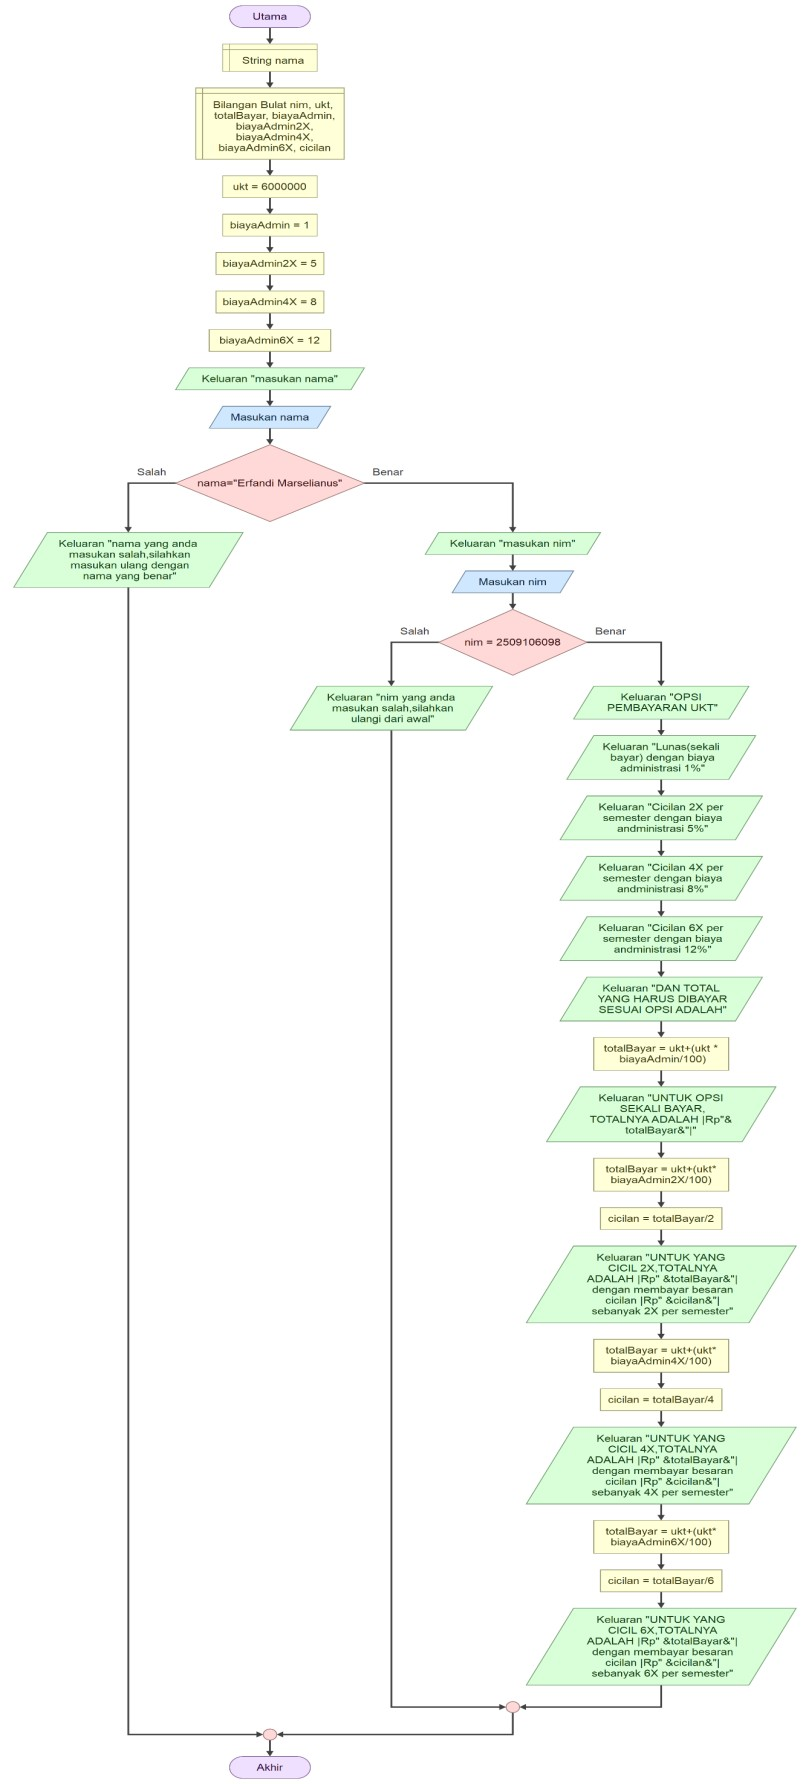 Utama
String nama
Bilangan Bulat nim, ukt,
totalBayar, biayaAdmin,
biayaAdmin2X,
biayaAdmin4X,
biayaAdmin6X, cicilan
ukt = 6000000
biayaAdmin = 1
biayaAdmin2X = 5
biayaAdmin4X = 8
biayaAdmin6X = 12
Keluaran "masukan nama"
Masukan nama
Salah
Benar
nama="Erfandi Marselianus"
Keluaran "nama yang anda
masukan salah,silahkan
masukan ulang dengan
nama yang benar"
Keluaran "masukan nim"
Masukan nim
Salah
Benar
nim = 2509106098
Keluaran "nim yang anda
masukan salah,silahkan
ulangi dari awal"
Keluaran "OPSI
PEMBAYARAN UKT"
Keluaran "Lunas(sekali
bayar) dengan biaya
administrasi 1%"
Keluaran "Cicilan 2X per
semester dengan biaya
andministrasi 5%"
Keluaran "Cicilan 4X per
semester dengan biaya
andministrasi 8%"
Keluaran "Cicilan 6X per
semester dengan biaya
andministrasi 12%"
Keluaran "DAN TOTAL
YANG HARUS DIBAYAR
SESUAI OPSI ADALAH"
totalBayar = ukt+(ukt *
biayaAdmin/100)
Keluaran "UNTUK OPSI
SEKALI BAYAR,
TOTALNYA ADALAH |Rp"&
totalBayar&"|"
totalBayar = ukt+(ukt*
biayaAdmin2X/100)
cicilan = totalBayar/2
Keluaran "UNTUK YANG
CICIL 2X,TOTALNYA
ADALAH |Rp" &totalBayar&"|
dengan membayar besaran
cicilan |Rp" &cicilan&"|
sebanyak 2X per semester"
totalBayar = ukt+(ukt*
biayaAdmin4X/100)
cicilan = totalBayar/4
Keluaran "UNTUK YANG
CICIL 4X,TOTALNYA
ADALAH |Rp" &totalBayar&"|
dengan membayar besaran
cicilan |Rp" &cicilan&"|
sebanyak 4X per semester"
totalBayar = ukt+(ukt*
biayaAdmin6X/100)
cicilan = totalBayar/6
Keluaran "UNTUK YANG
CICIL 6X,TOTALNYA
ADALAH |Rp" &totalBayar&"|
dengan membayar besaran
cicilan |Rp" &cicilan&"|
sebanyak 6X per semester"
Akhir